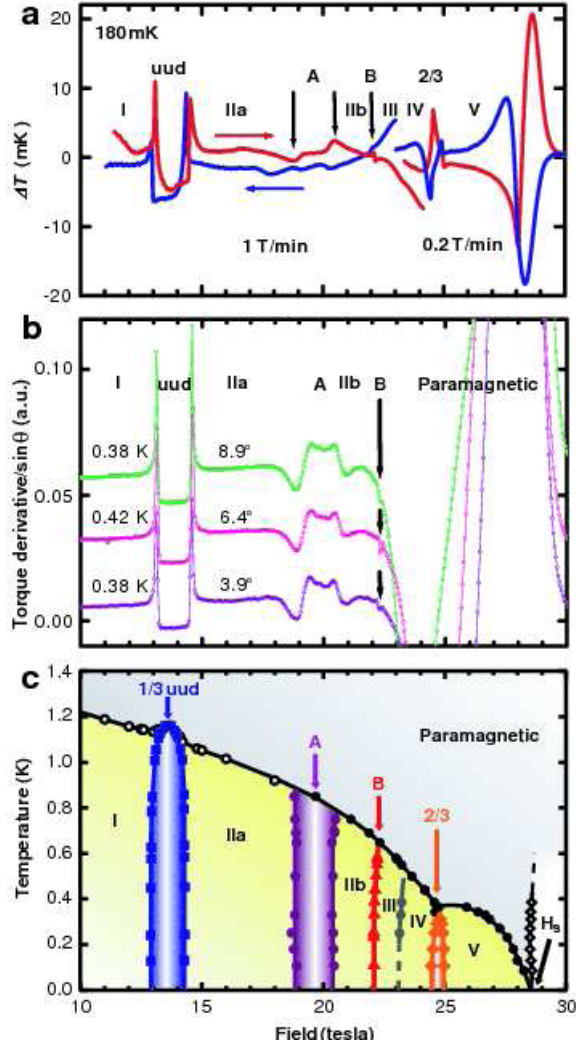 a
180mK
uud
A
B
2/3
I
IIa
IIb
III
IV
V
1 T/min
0.2 T/min
ΔT (mK)
20
10
0
-10
-20
b
I
uud
IIa
A
IIb
B
Paramagnetic
0.38 K
8.9°
0.42 K
6.4°
0.38 K
3.9°
Torque derivative/sinθ (a.u.)
0.10
0.05
0.00
c
1/3 uud
Paramagnetic
A
B
2/3
I
IIa
IIb
III
IV
V
Hs
Temperature (K)
1.4
1.2
1.0
0.8
0.6
0.4
0.2
0.0
10
15
20
25
30
Field (tesla)